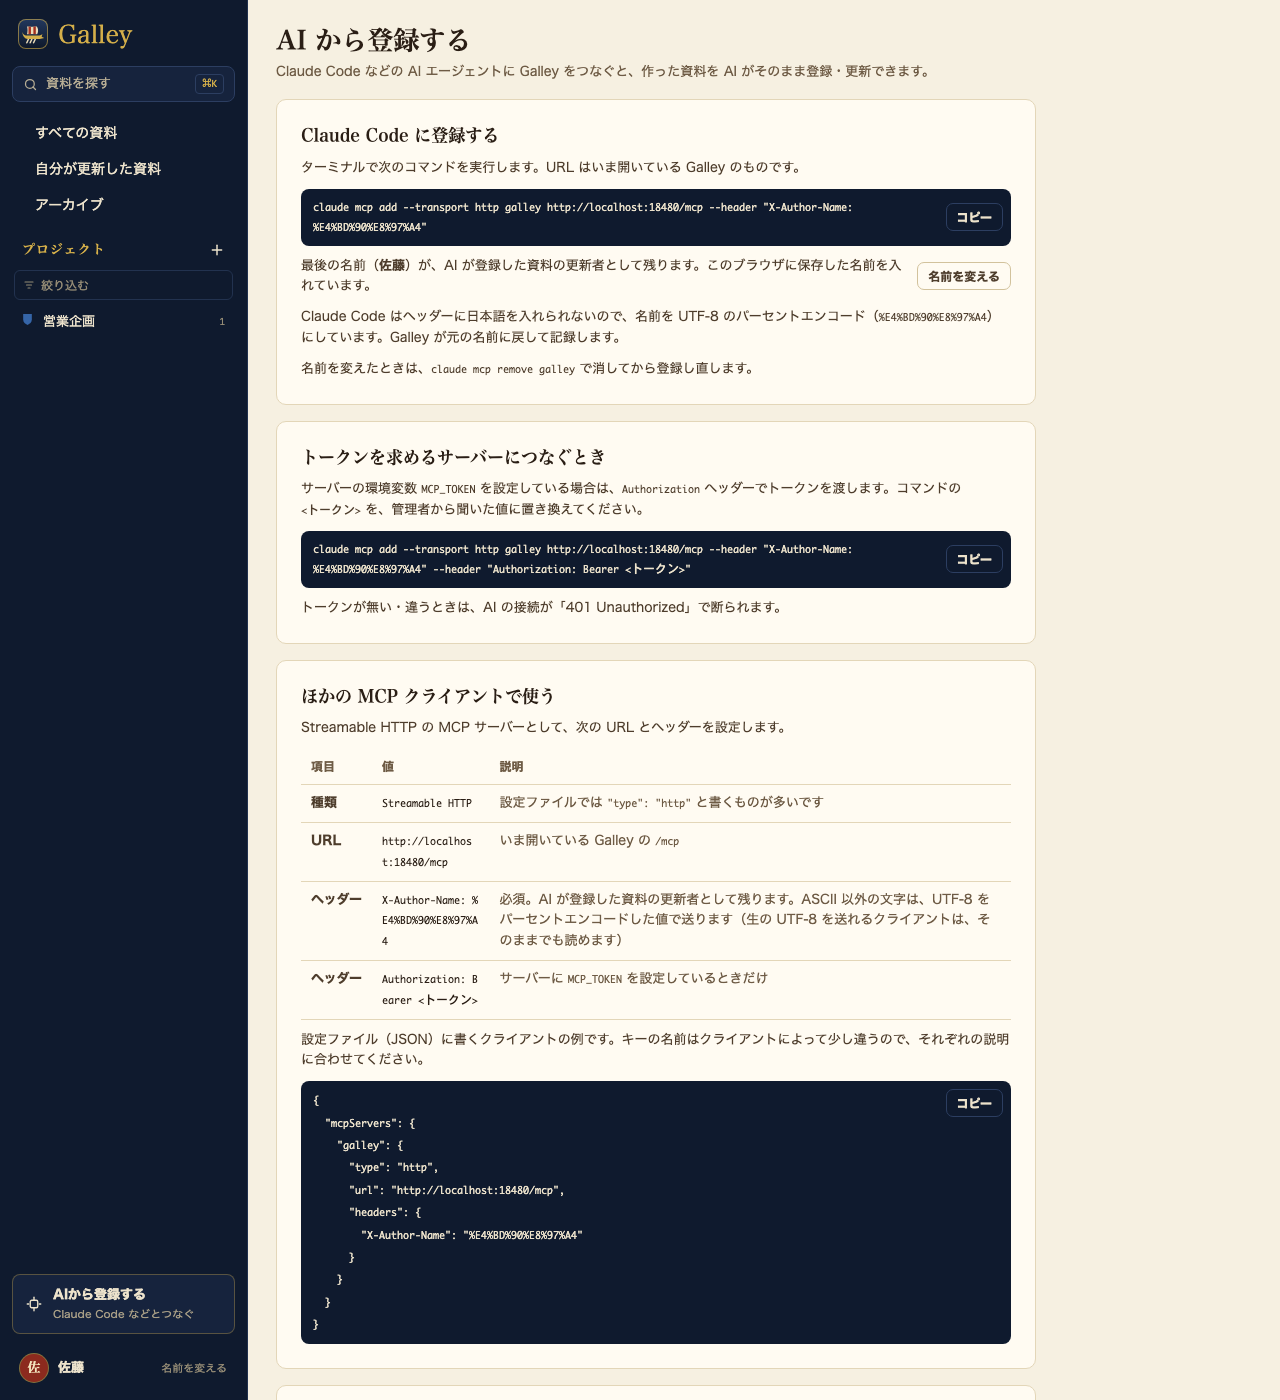 Galley
資料を探す
⌘K
すべての資料
自分が更新した資料
アーカイブ
プロジェクト
+
絞り込む
営業企画
1
AIから登録する
Claude Code などとつなぐ
佐
佐藤
名前を変える
AI から登録する
Claude Code などの AI エージェントに Galley をつなぐと、作った資料を AI がそのまま登録・更新できます。
Claude Code に登録する
ターミナルで次のコマンドを実行します。URL はいま開いている Galley のものです。
claude mcp add --transport http galley http://localhost:18480/mcp --header "X-Author-Name:
%E4%BD%90%E8%97%A4"
コピー
最後の名前（佐藤）が、AI が登録した資料の更新者として残ります。このブラウザに保存した名前を入
れています。
名前を変える
Claude Code はヘッダーに日本語を入れられないので、名前を UTF-8 のパーセントエンコード（%E4%BD%90%E8%97%A4）
にしています。Galley が元の名前に戻して記録します。
名前を変えたときは、claude mcp remove galley で消してから登録し直します。
トークンを求めるサーバーにつなぐとき
サーバーの環境変数 MCP_TOKEN を設定している場合は、Authorization ヘッダーでトークンを渡します。コマンドの
<トークン> を、管理者から聞いた値に置き換えてください。
claude mcp add --transport http galley http://localhost:18480/mcp --header "X-Author-Name:
%E4%BD%90%E8%97%A4" --header "Authorization: Bearer <トークン>"
コピー
トークンが無い・違うときは、AI の接続が「401 Unauthorized」で断られます。
ほかの MCP クライアントで使う
Streamable HTTP の MCP サーバーとして、次の URL とヘッダーを設定します。
項目 値 説明
種類 Streamable HTTP 設定ファイルでは "type": "http" と書くものが多いです
URL http://localhos いま開いている Galley の /mcp
t:18480/mcp
ヘッダー X-Author-Name: % 必須。AI が登録した資料の更新者として残ります。ASCII 以外の文字は、UTF-8 を
E4%BD%90%E8%97%A パーセントエンコードした値で送ります（生の UTF-8 を送れるクライアントは、そ
4 のままでも読めます）
ヘッダー Authorization: B サーバーに MCP_TOKEN を設定しているときだけ
earer <トークン>
設定ファイル（JSON）に書くクライアントの例です。キーの名前はクライアントによって少し違うので、それぞれの説明
に合わせてください。
コピー
{
"mcpServers": {
"galley": {
"type": "http",
"url": "http://localhost:18480/mcp",
"headers": {
"X-Author-Name": "%E4%BD%90%E8%97%A4"
}
}
}
}